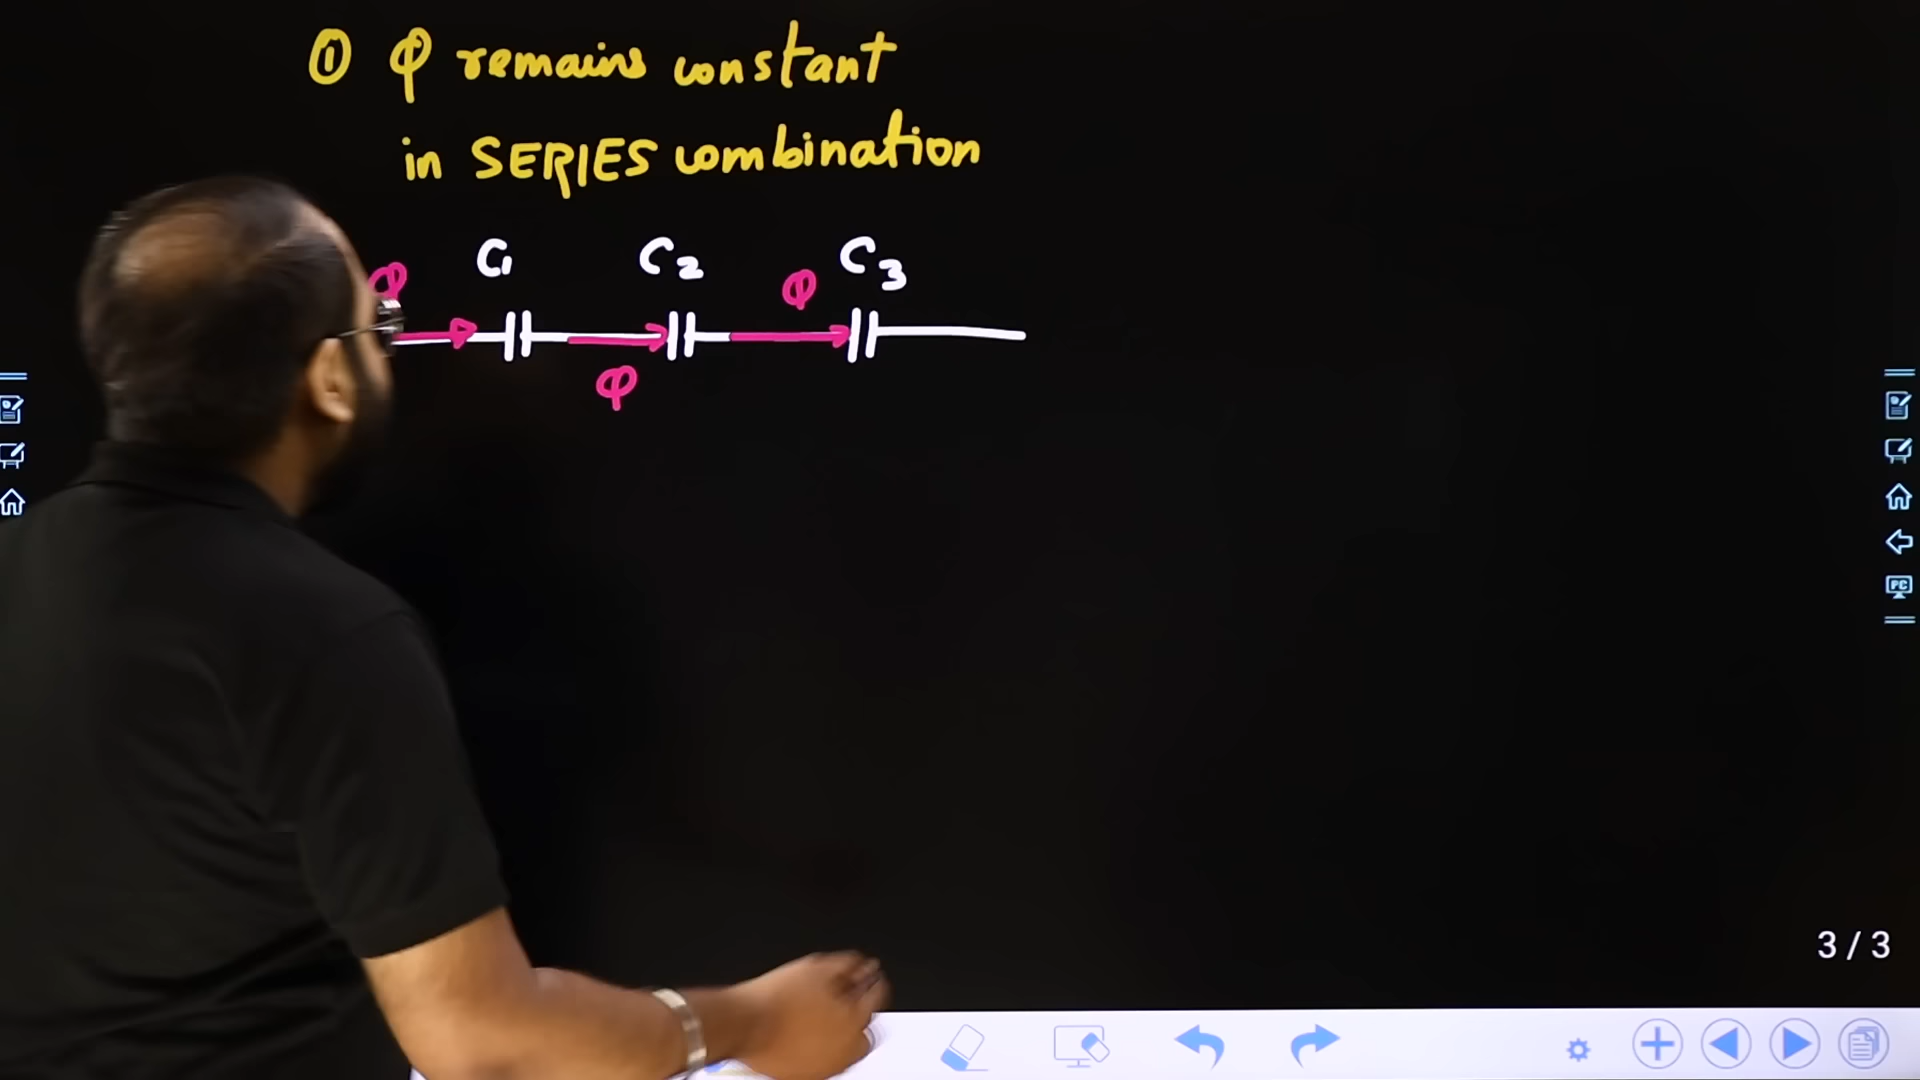 ① φ remains constant
in SERIES combination
C1 C2 C3
φ φ
φ
3 / 3